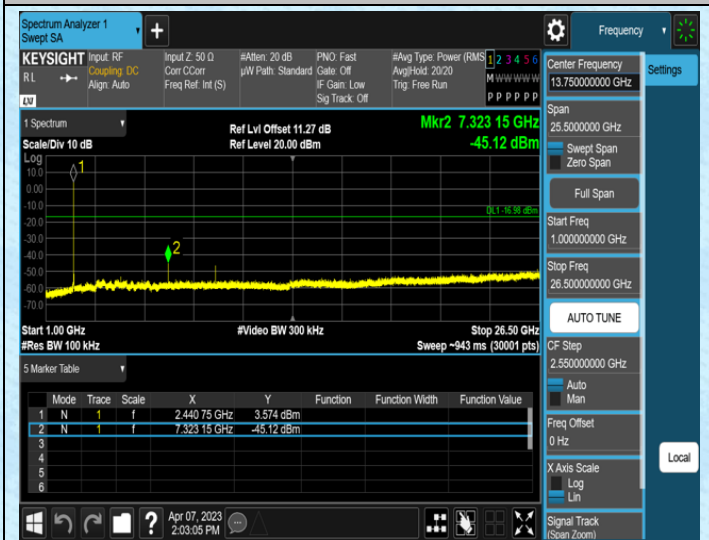 Spectrum Analyzer 1
Swept SA
+
Frequency
KEYSIGHT
RL
LXI
Input: RF
Coupling: DC
Align: Auto
Input Z: 50 Ω
Corr CCorr
Freq Ref: Int (S)
#Atten: 20 dB
µW Path: Standard
PNO: Fast
Gate: Off
IF Gain: Low
Sig Track: Off
#Avg Type: Power (RMS
Avg|Hold: 20/20
Trig: Free Run
1 2 3 4 5 6
M W W W W W
P P P P P P
1 Spectrum
Scale/Div 10 dB
Ref Lvl Offset 11.27 dB
Ref Level 20.00 dBm
Mkr2 7.323 15 GHz
-45.12 dBm
Log
10.0
0.00
-10.0
-20.0
-30.0
-40.0
-50.0
-60.0
-70.0
1
2
DL1 -16.98 dBm
Start 1.00 GHz
#Res BW 100 kHz
#Video BW 300 kHz
Stop 26.50 GHz
Sweep ~943 ms (30001 pts)
5 Marker Table
Mode Trace Scale X Y Function Function Width Function Value
1 N 1 f 2.440 75 GHz 3.574 dBm
2 N 1 f 7.323 15 GHz -45.12 dBm
3
4
5
6
?
Apr 07, 2023
2:03:05 PM
Center Frequency
13.75000000 GHz
Span
25.5000000 GHz
Swept Span
Zero Span
Full Span
Start Freq
1.000000000 GHz
Stop Freq
26.500000000 GHz
AUTO TUNE
CF Step
2.550000000 GHz
Auto
Man
Freq Offset
0 Hz
X Axis Scale
Log
Lin
Signal Track
(Span Zoom)
Settings
Local